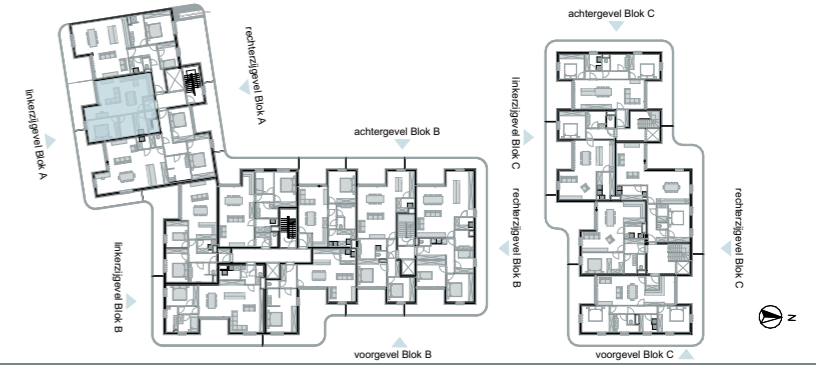 achtergevel Blok C
rechterzijgevel Blok A
linkerzijgevel Blok A
linkerzijgevel Blok C
achtergevel Blok B
rechterzijgevel Blok B
rechterzijgevel Blok C
linkerzijgevel Blok B
N
voorgevel Blok B
voorgevel Blok C